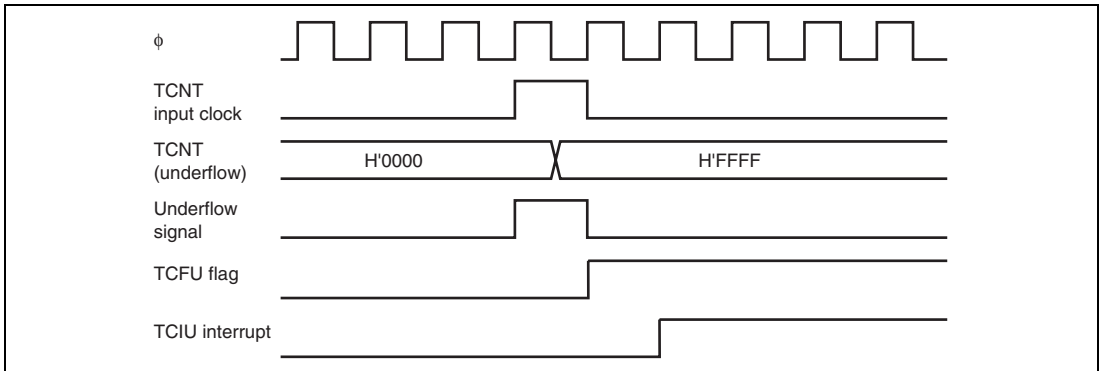 φ
TCNT
input clock
TCNT
(underflow)
H'0000
H'FFFF
Underflow
signal
TCFU flag
TCIU interrupt